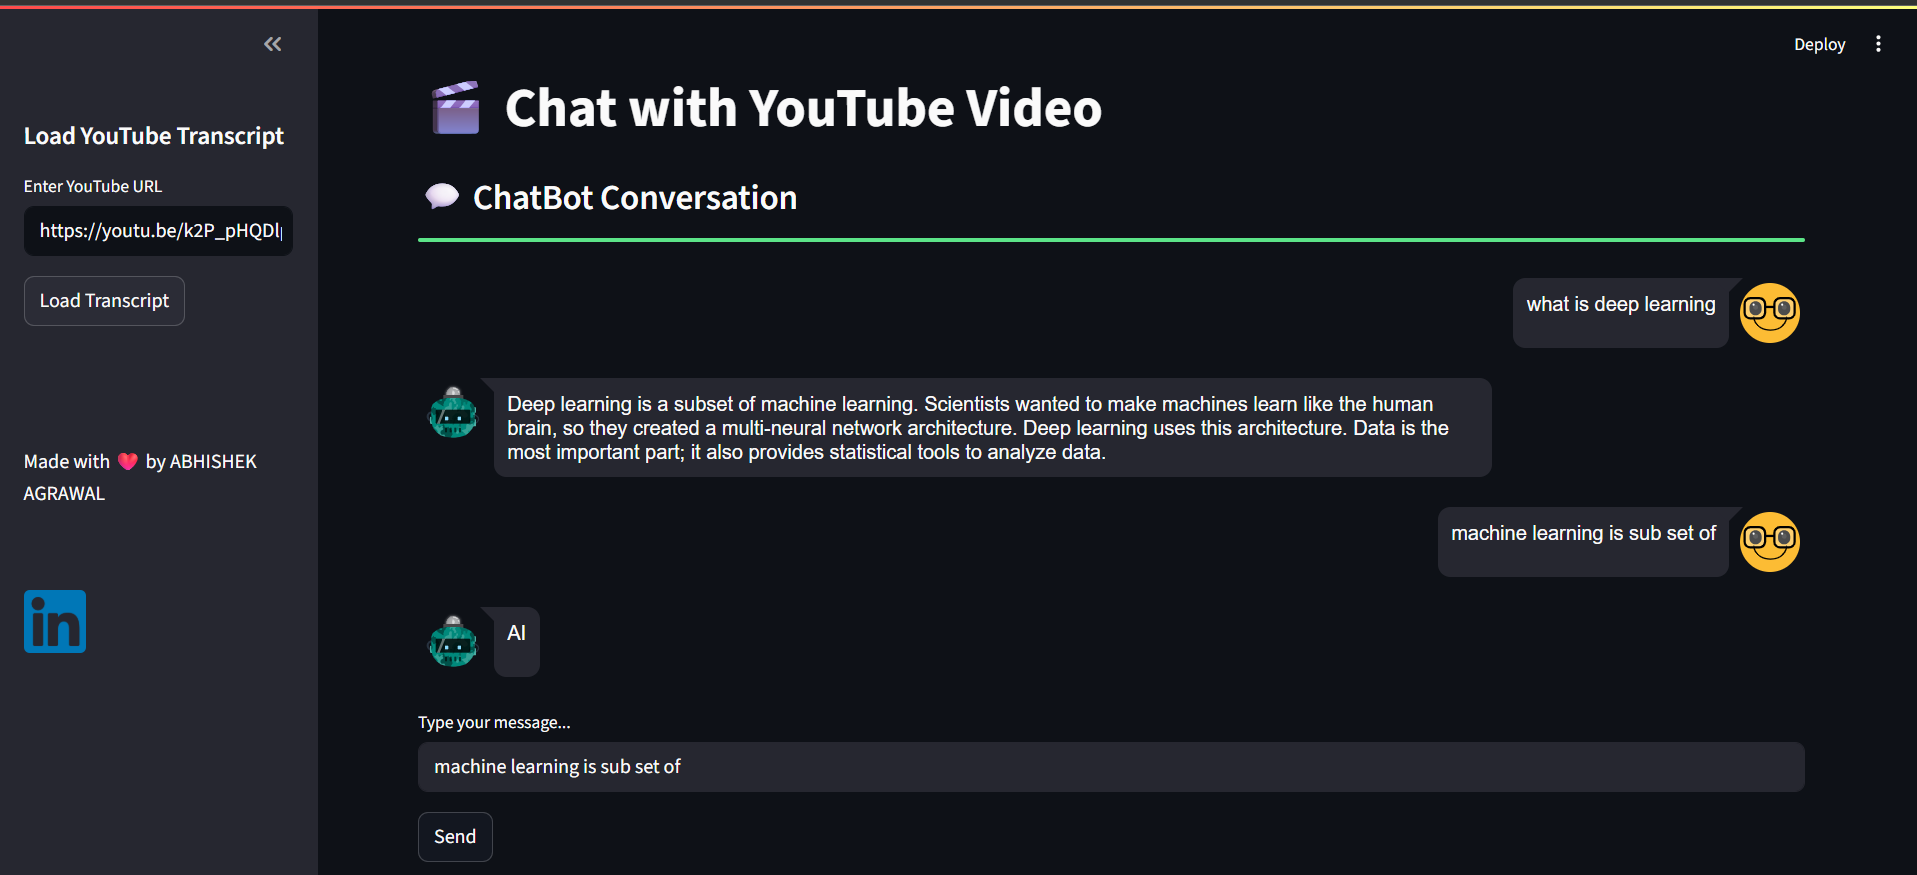 Deploy
Load YouTube Transcript
Enter YouTube URL
https://youtu.be/k2P_pHQDl
Load Transcript
Made with ❤️ by ABHISHEK
AGRAWAL
in
🎬 Chat with YouTube Video
💬 ChatBot Conversation
what is deep learning
Deep learning is a subset of machine learning. Scientists wanted to make machines learn like the human
brain, so they created a multi-neural network architecture. Deep learning uses this architecture. Data is the
most important part; it also provides statistical tools to analyze data.
machine learning is sub set of
AI
Type your message...
machine learning is sub set of
Send